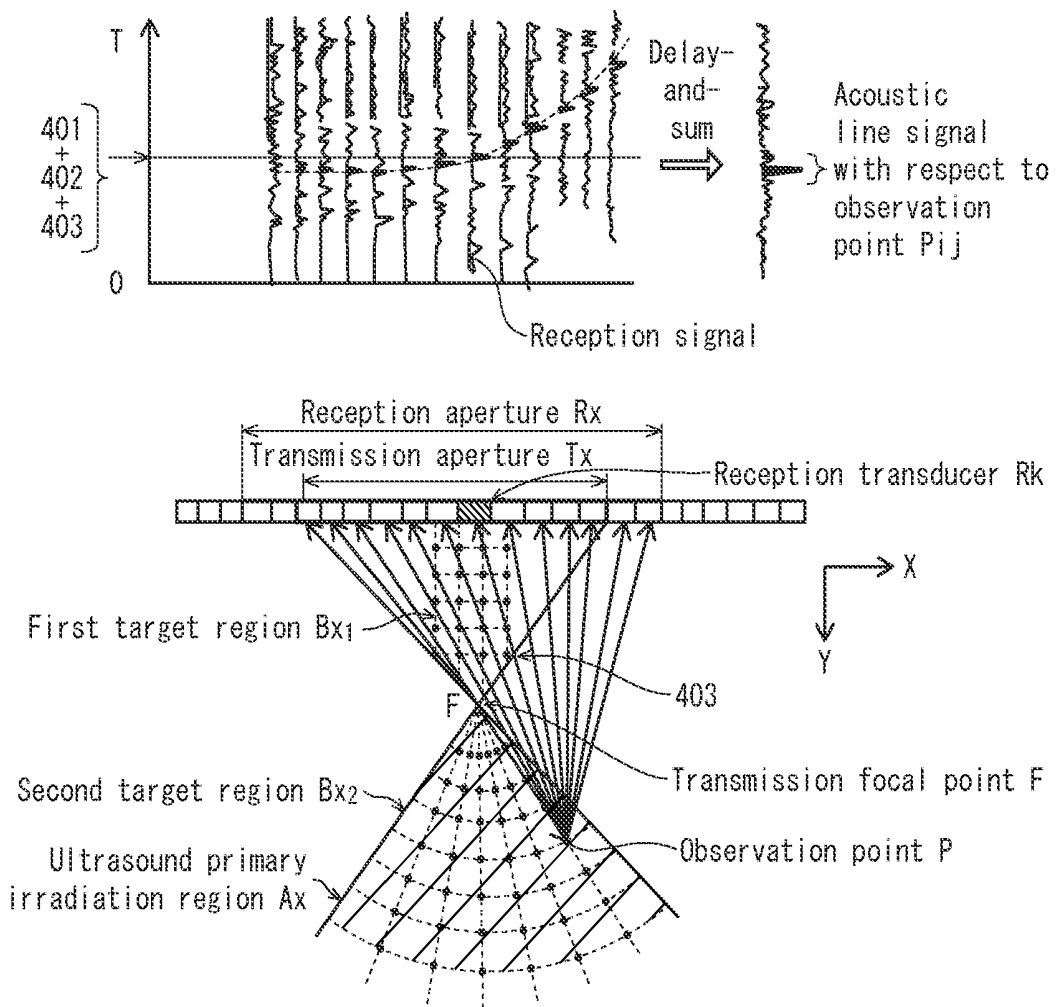 T
401
+
402
+
403
0
Delay-
and-
sum
Acoustic
line signal
with respect to
observation
point Pij
Reception signal
Reception aperture Rx
Transmission aperture Tx
Reception transducer Rk
X
Y
First target region Bx1
403
F
Transmission focal point F
Second target region Bx2
Observation point P
Ultrasound primary
irradiation region Ax